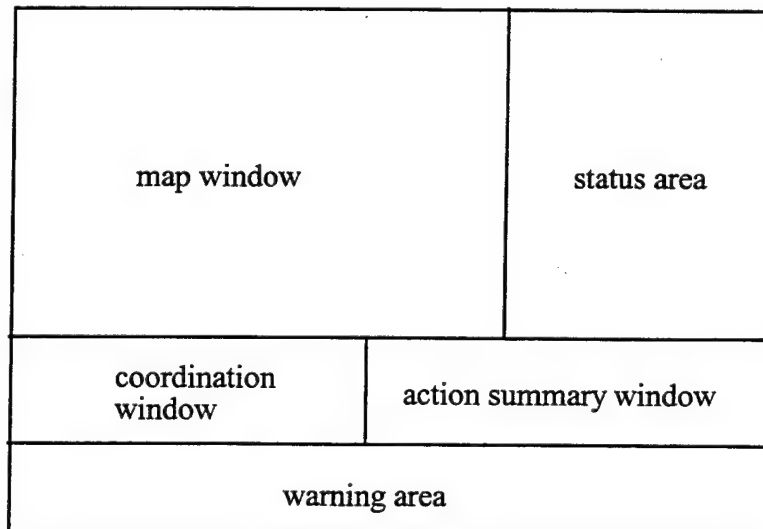 map window
status area
coordination
window
action summary window
warning area